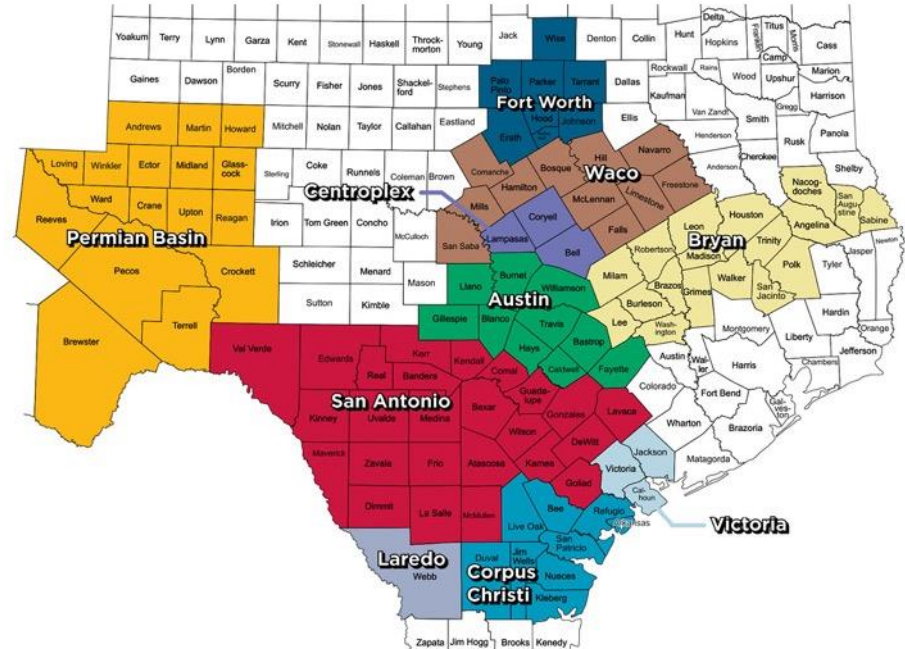 Yoakum Terry Lynn Garza Kent Stonewall Haskell Throck-
morton Young Jack Wise Denton Collin Hunt Delta
Hopkins Franklin Titus Camp Morris Cass
Marion
Gaines Dawson Borden Scurry Fisher Jones Shackel-
ford Stephens Palo
Pinto Parker Tarrant Dallas Rockwall Kaufman Rains Wood Upshur Gregg Harrison
Van Zandt Smith Rusk Panola
Fort Worth
Andrews Martin Howard Mitchell Nolan Taylor Callahan Eastland Erath Hood Johnson Ellis Henderson
Navarro Anderson Cherokee Shelby
Loving Winkler Ector Midland Glass-
cock Sterling Coke Runnels Coleman Brown Comanche Bosque Hill Freestone
Waco
Centroplex
Hamilton McLennan Limestone
Nacog-
doches San Augu
stine Sabine
Reeves Ward Crane Upton Reagan Irion Tom Green Concho McCulloch Mills San Saba Lampasas Coryell Bell Falls
Leon Houston Angelina
Robertson Madison Trinity
Bryan
Permian Basin
Pecos Crockett Schleicher Menard Mason Llano Burnet Williamson Milam Brazos Grimes Walker San
Jacinto Polk Tyler Jasper Newton
Sutton Kimble Gillespie Blanco Travis Lee Burleson Wash-
ington Montgomery Liberty Hardin Orange
Austin
Brewster Terrell
Val Verde Edwards Kerr Kendall Hays Bastrop Caldwell Fayette Austin Wal-
ler Harris Chambers Jefferson
Real Bandera Comal Guada-
lupe Colorado Fort Bend Galves-
ton
San Antonio
Kinney Uvalde Medina Bexar Gonzales Lavaca Wharton Brazoria
Wilson DeWitt Jackson Matagorda
Maverick Zavala Frio Atascosa Karnes Goliad Victoria Cal-
houn
Dimmit La Salle McMullen Live Oak Bee Refugio Arkansas
Victoria
San
Patricio
Laredo
Webb Duval Jim
Wells Nueces
Corpus
Christi
Kleberg
Zapata Jim Hogg Brooks Kenedy